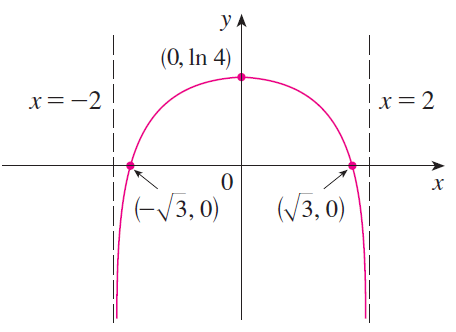 y
(0, ln 4)
x = −2
x = 2
0
x
(−√3, 0)
(√3, 0)